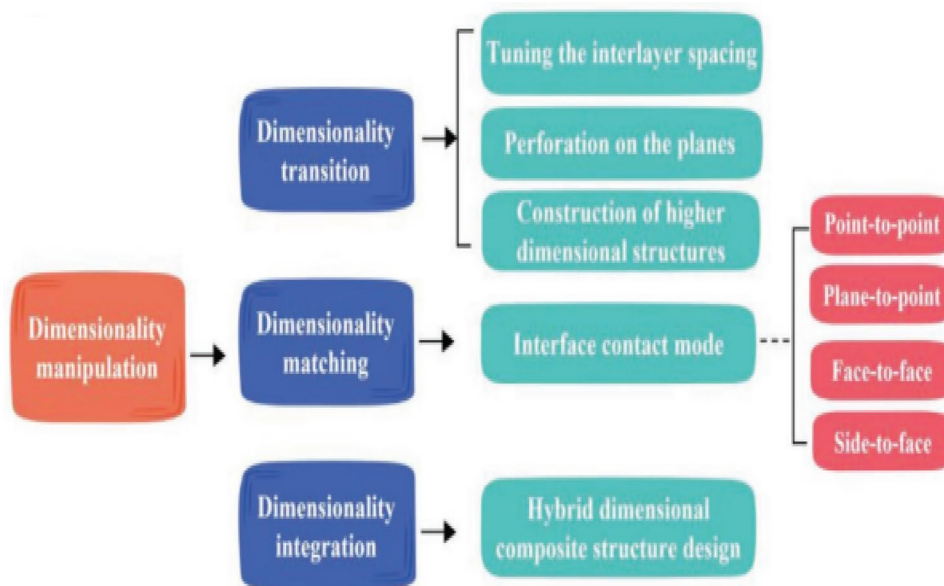 Dimensionality
manipulation
Dimensionality
transition
Tuning the interlayer spacing
Perforation on the planes
Construction of higher
dimensional structures
Dimensionality
matching
Interface contact mode
Point-to-point
Plane-to-point
Face-to-face
Side-to-face
Dimensionality
integration
Hybrid dimensional
composite structure design